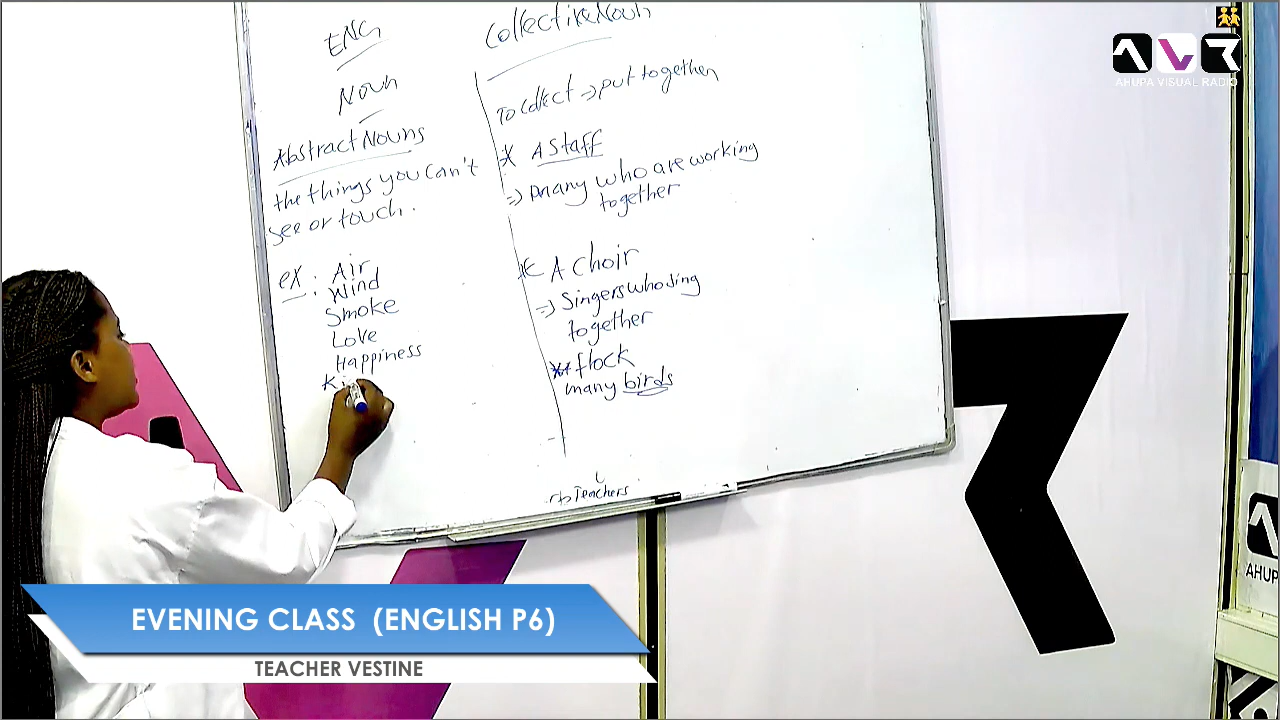 ENG
Noun
Abstract Nouns
the things you can't
see or touch.
ex: Air
Wind
Smoke
Love
Happiness
Ki
Collective Noun
To collect => put together
* A Staff
=> many who are working
together
* A Choir
=> Singers who sing
together
** flock
many birds
=> Teachers
AHUPA VISUAL RADIO
AHUPA
EVENING CLASS (ENGLISH P6)
TEACHER VESTINE